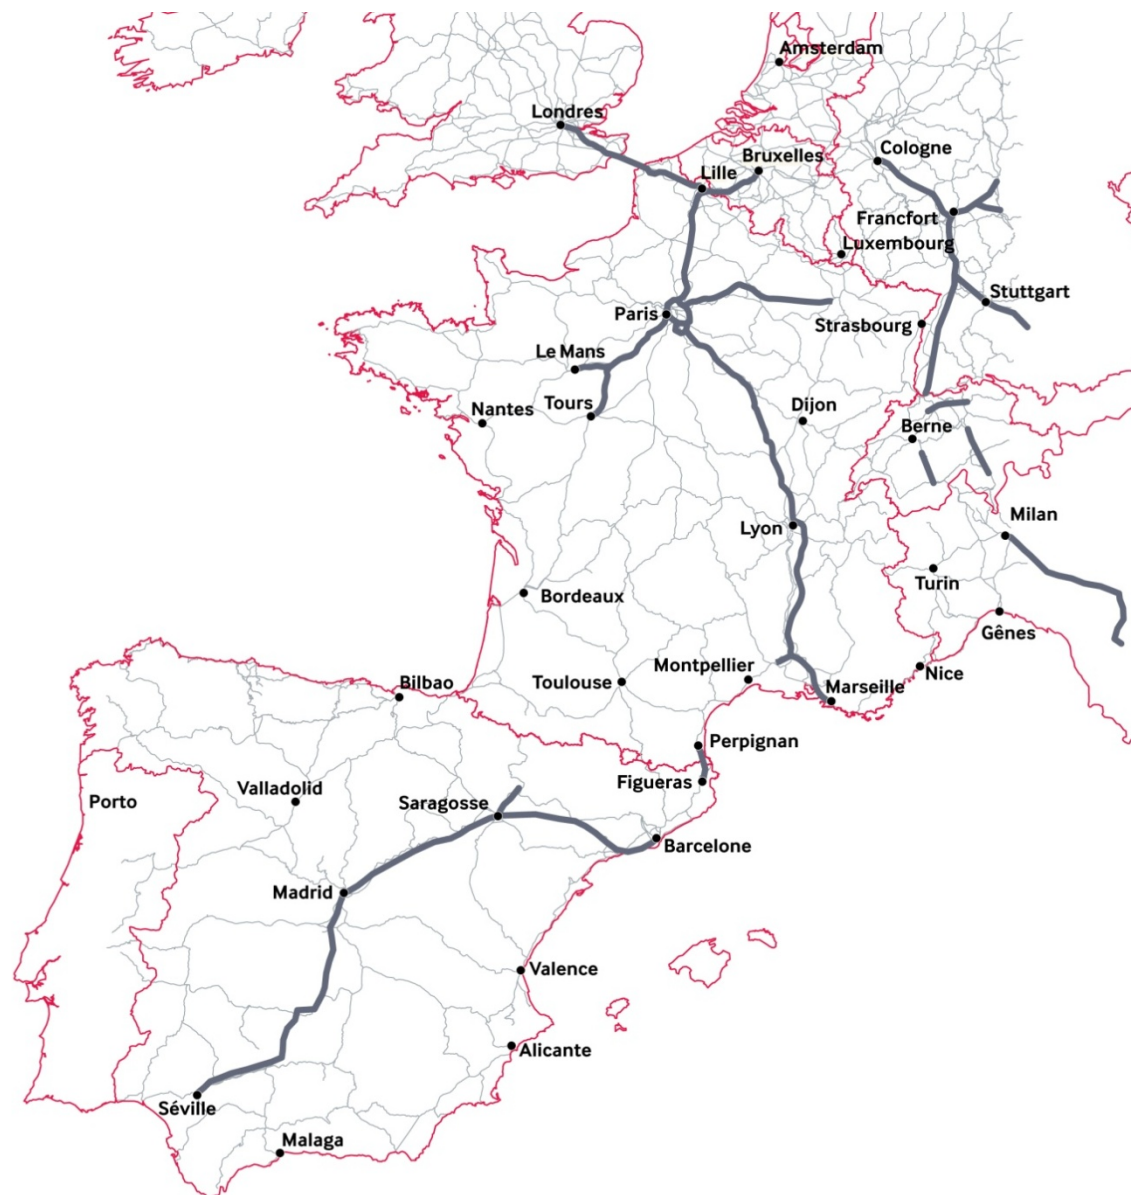 Amsterdam
Londres
Cologne
Bruxelles
Lille
Francfort
Luxembourg
Stuttgart
Paris
Strasbourg
Le Mans
Tours
Dijon
Nantes
Berne
Milan
Lyon
Turin
Bordeaux
Gênes
Montpellier
Nice
Toulouse
Bilbao
Marseille
Perpignan
Figueras
Valladolid
Porto
Saragosse
Barcelone
Madrid
Valence
Alicante
Séville
Malaga